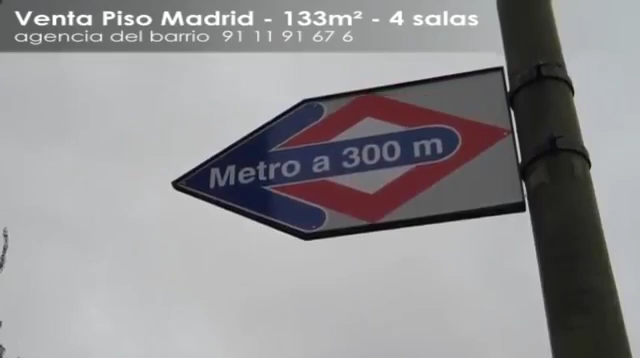 Venta Piso Madrid - 133m² - 4 salas
agencia del barrio 91 11 91 67 6
Metro a 300 m